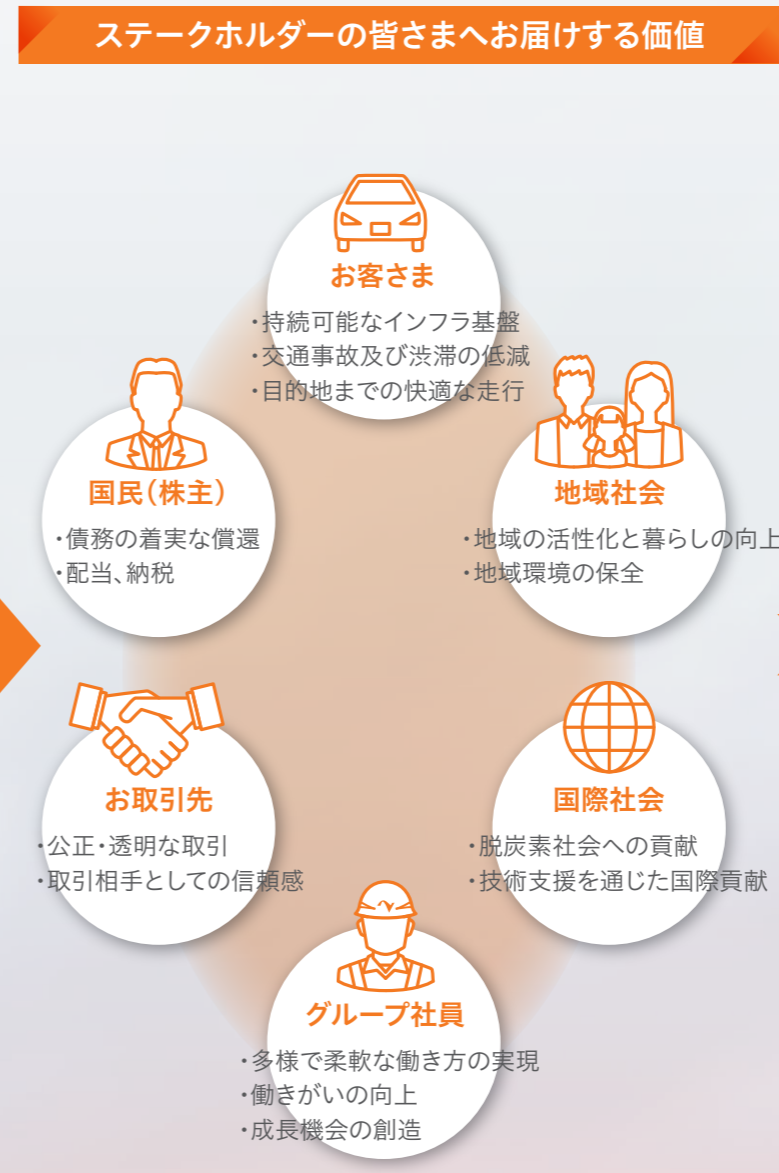 ステークホルダーの皆さまへお届けする価値
お客さま
・持続可能なインフラ基盤
・交通事故及び渋滞の低減
・目的地までの快適な走行
国民(株主)
・債務の着実な償還
・配当、納税
地域社会
・地域の活性化と暮らしの向上
・地域環境の保全
お取引先
・公正・透明な取引
・取引相手としての信頼感
国際社会
・脱炭素社会への貢献
・技術支援を通じた国際貢献
グループ社員
・多様で柔軟な働き方の実現
・働きがいの向上
・成長機会の創造